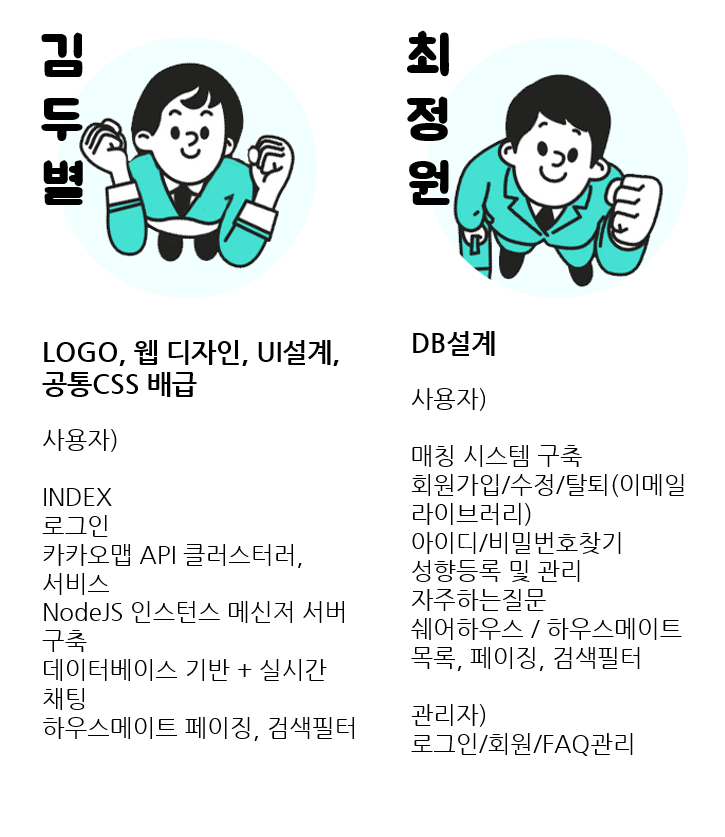 김
두
별
LOGO, 웹 디자인, UI설계,
공통CSS 배급
사용자)
INDEX
로그인
카카오맵 API 클러스터러,
서비스
NodeJS 인스턴스 메신저 서버
구축
데이터베이스 기반 + 실시간
채팅
하우스메이트 페이징, 검색필터
최
정
원
DB설계
사용자)
매칭 시스템 구축
회원가입/수정/탈퇴(이메일
라이브러리)
아이디/비밀번호찾기
성향등록 및 관리
자주하는질문
쉐어하우스 / 하우스메이트
목록, 페이징, 검색필터
관리자)
로그인/회원/FAQ관리